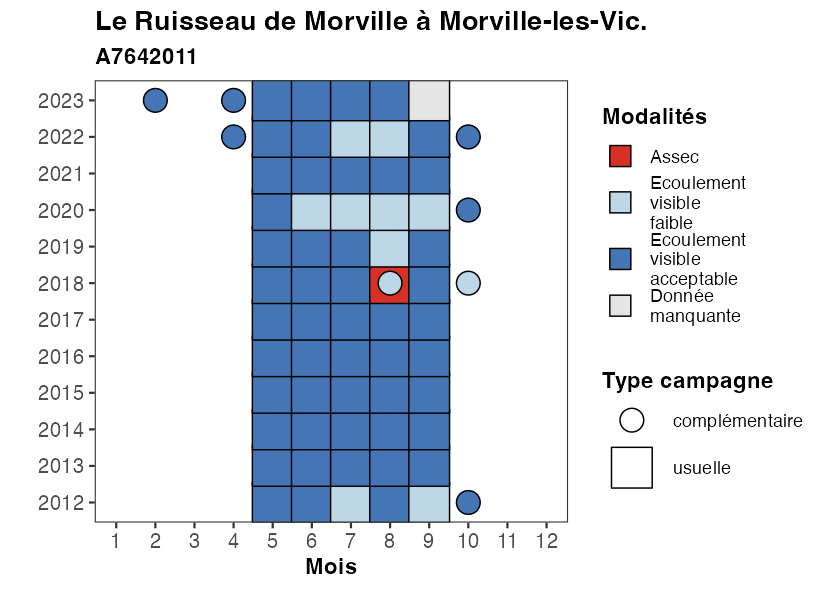 Le Ruisseau de Morville à Morville-les-Vic.
A7642011
2023
2022
2021
2020
2019
2018
2017
2016
2015
2014
2013
2012
1 2 3 4 5 6 7 8 9 10 11 12
Mois
Modalités
Assec
Ecoulement
visible
faible
Ecoulement
visible
acceptable
Donnée
manquante
Type campagne
complémentaire
usuelle